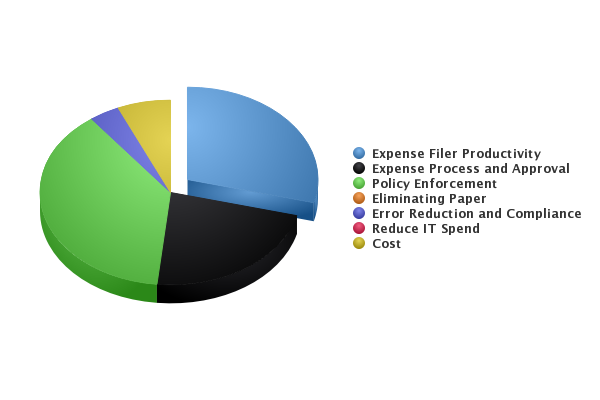 Expense Filer Productivity
Expense Process and Approval
Policy Enforcement
Eliminating Paper
Error Reduction and Compliance
Reduce IT Spend
Cost